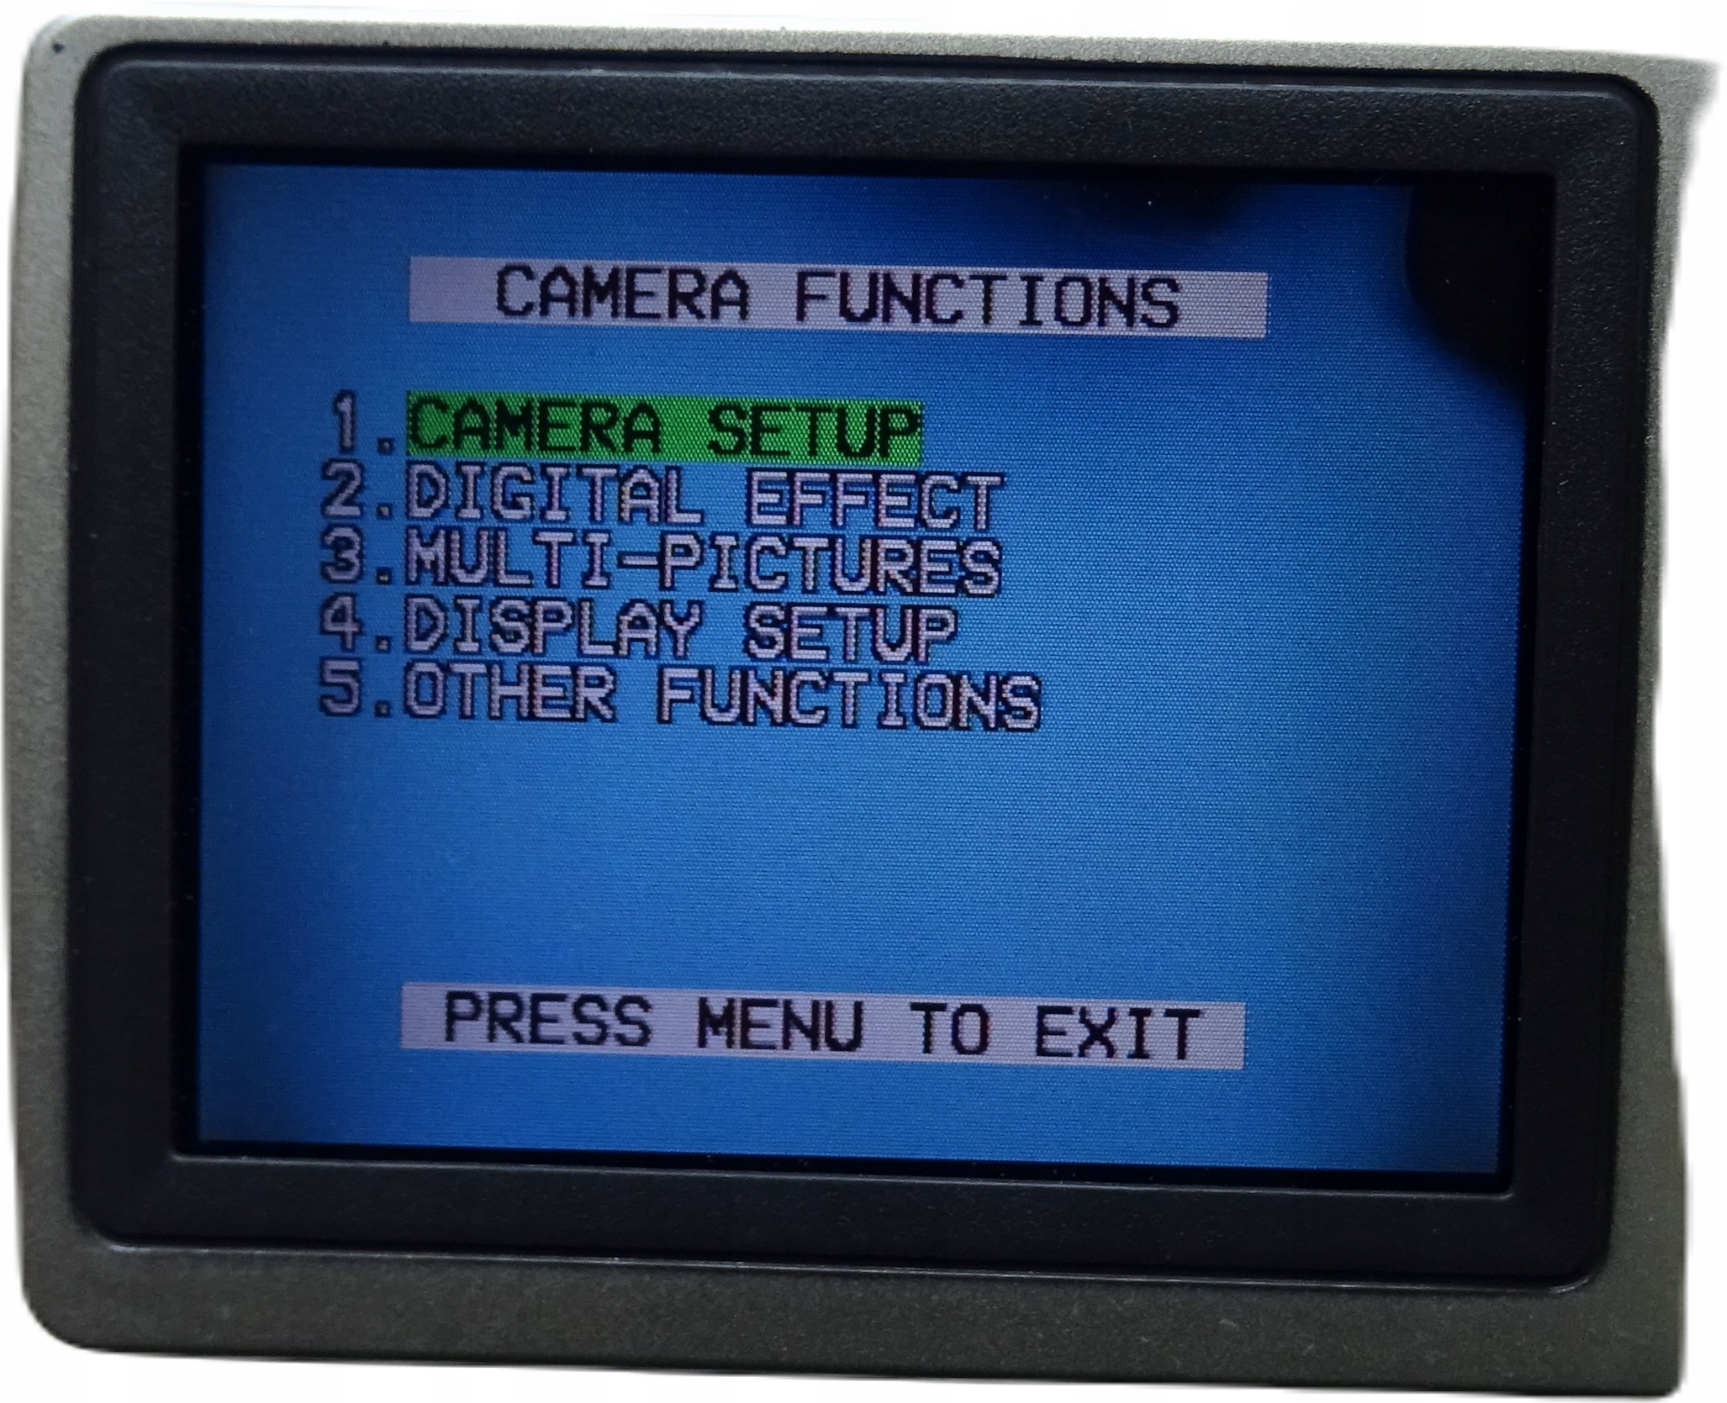 CAMERA FUNCTIONS
1.CAMERA SETUP
2.DIGITAL EFFECT
3.MULTI-PICTURES
4.DISPLAY SETUP
5.OTHER FUNCTIONS
PRESS MENU TO EXIT